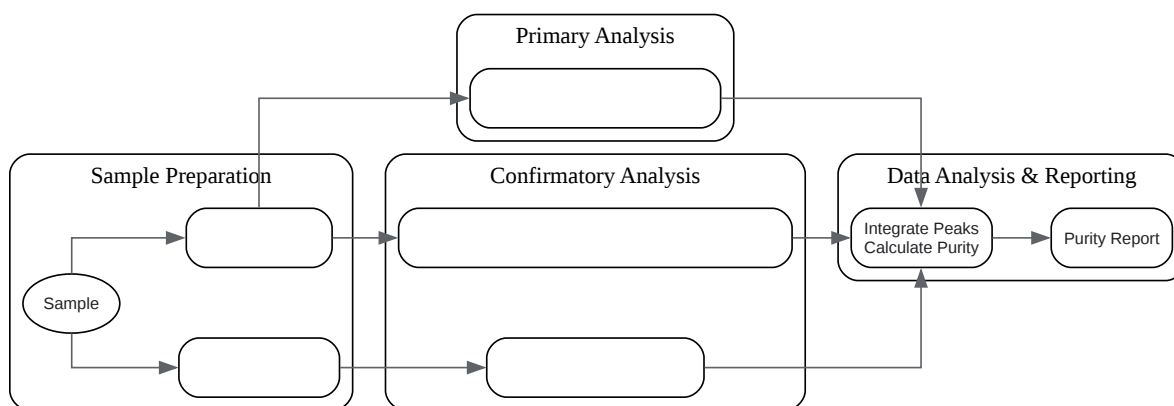 Primary Analysis
Sample Preparation
Confirmatory Analysis
Data Analysis & Reporting
Integrate Peaks
Calculate Purity
Purity Report
Sample